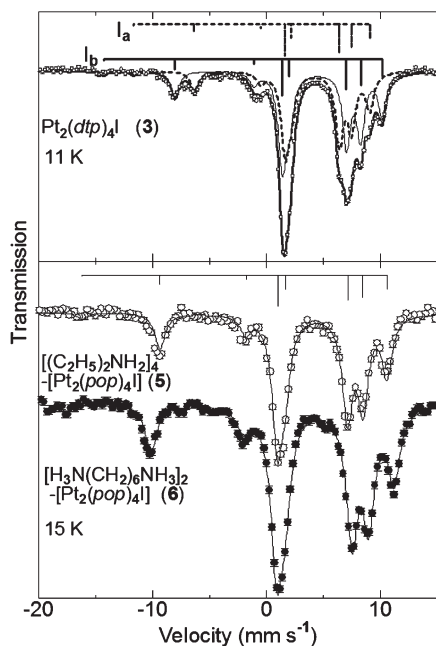 Iₐ
I_b
Pt₂(dtp)₄I (3)
11 K
Transmission
[(C₂H₅)₂NH₂]₄
-[Pt₂(pop)₄I] (5)
[H₃N(CH₂)₆NH₃]₂
-[Pt₂(pop)₄I] (6)
15 K
-20 -10 0 10
Velocity (mm s⁻¹)